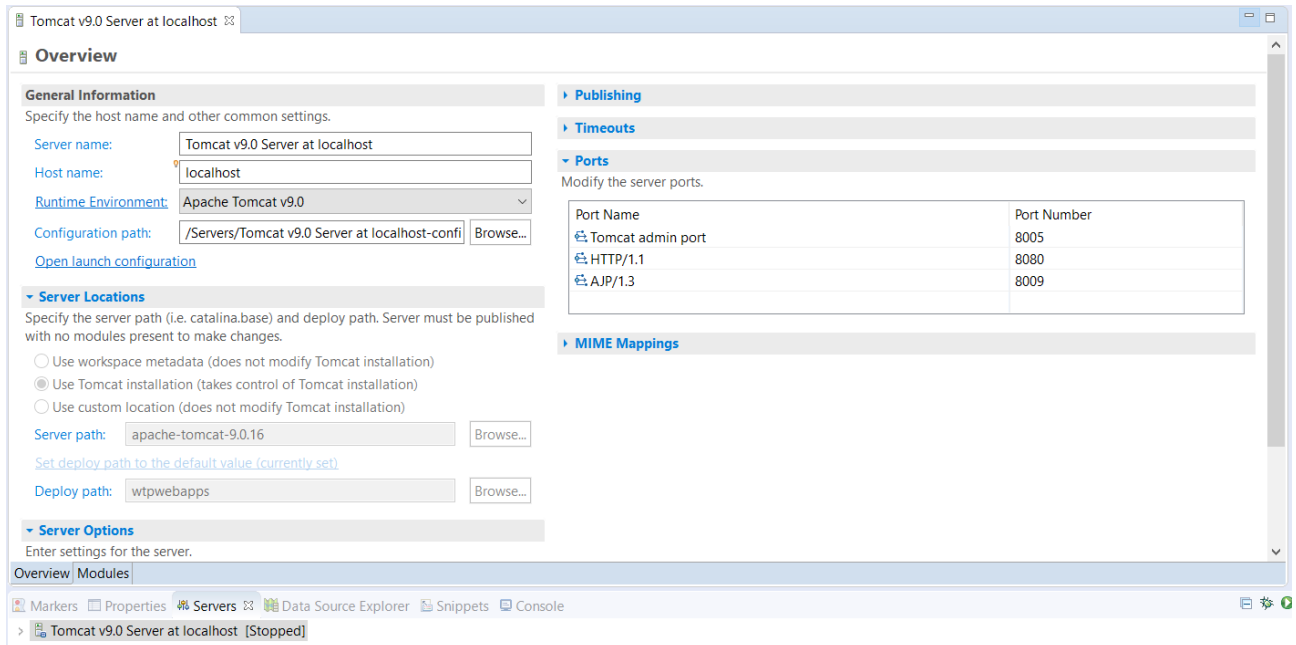 Tomcat v9.0 Server at localhost
Overview
General Information
Specify the host name and other common settings.
Server name: Tomcat v9.0 Server at localhost
Host name: localhost
Runtime Environment: Apache Tomcat v9.0
Configuration path: /Servers/Tomcat v9.0 Server at localhost-confi Browse...
Open launch configuration
Server Locations
Specify the server path (i.e. catalina.base) and deploy path. Server must be published
with no modules present to make changes.
Use workspace metadata (does not modify Tomcat installation)
Use Tomcat installation (takes control of Tomcat installation)
Use custom location (does not modify Tomcat installation)
Server path: apache-tomcat-9.0.16 Browse...
Set deploy path to the default value (currently set)
Deploy path: wtpwebapps Browse...
Server Options
Enter settings for the server.
Publishing
Timeouts
Ports
Modify the server ports.
Port Name Port Number
Tomcat admin port 8005
HTTP/1.1 8080
AJP/1.3 8009
MIME Mappings
Overview Modules
Markers Properties Servers Data Source Explorer Snippets Console
Tomcat v9.0 Server at localhost [Stopped]